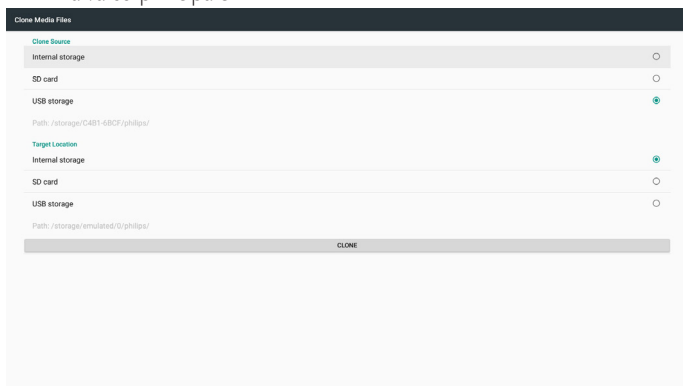 Clone Media Files
Clone Source
Internal storage
SD card
USB storage
Path: /storage/C4B1-6BCF/philips/
Target Location
Internal storage
SD card
USB storage
Path: /storage/emulated/0/philips/
CLONE